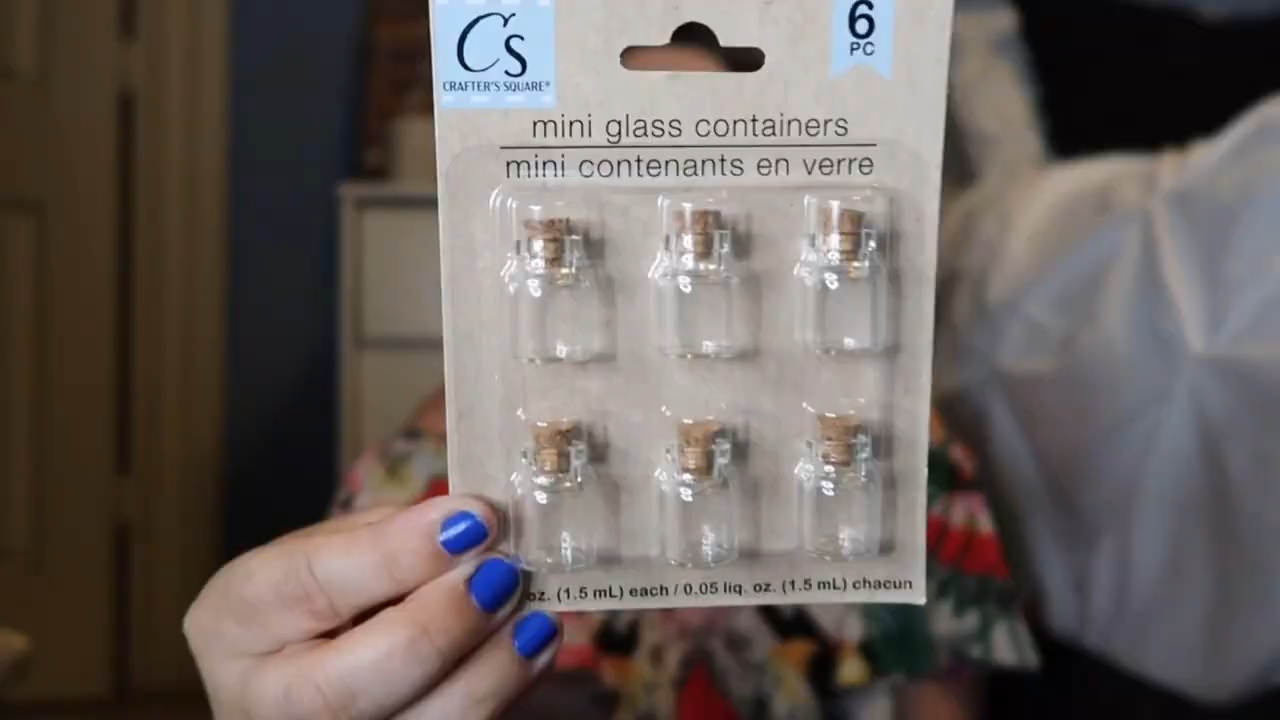 CS
CRAFTER'S SQUARE®
6
PC
mini glass containers
mini contenants en verre
oz. (1.5 mL) each / 0.05 liq. oz. (1.5 mL) chacun